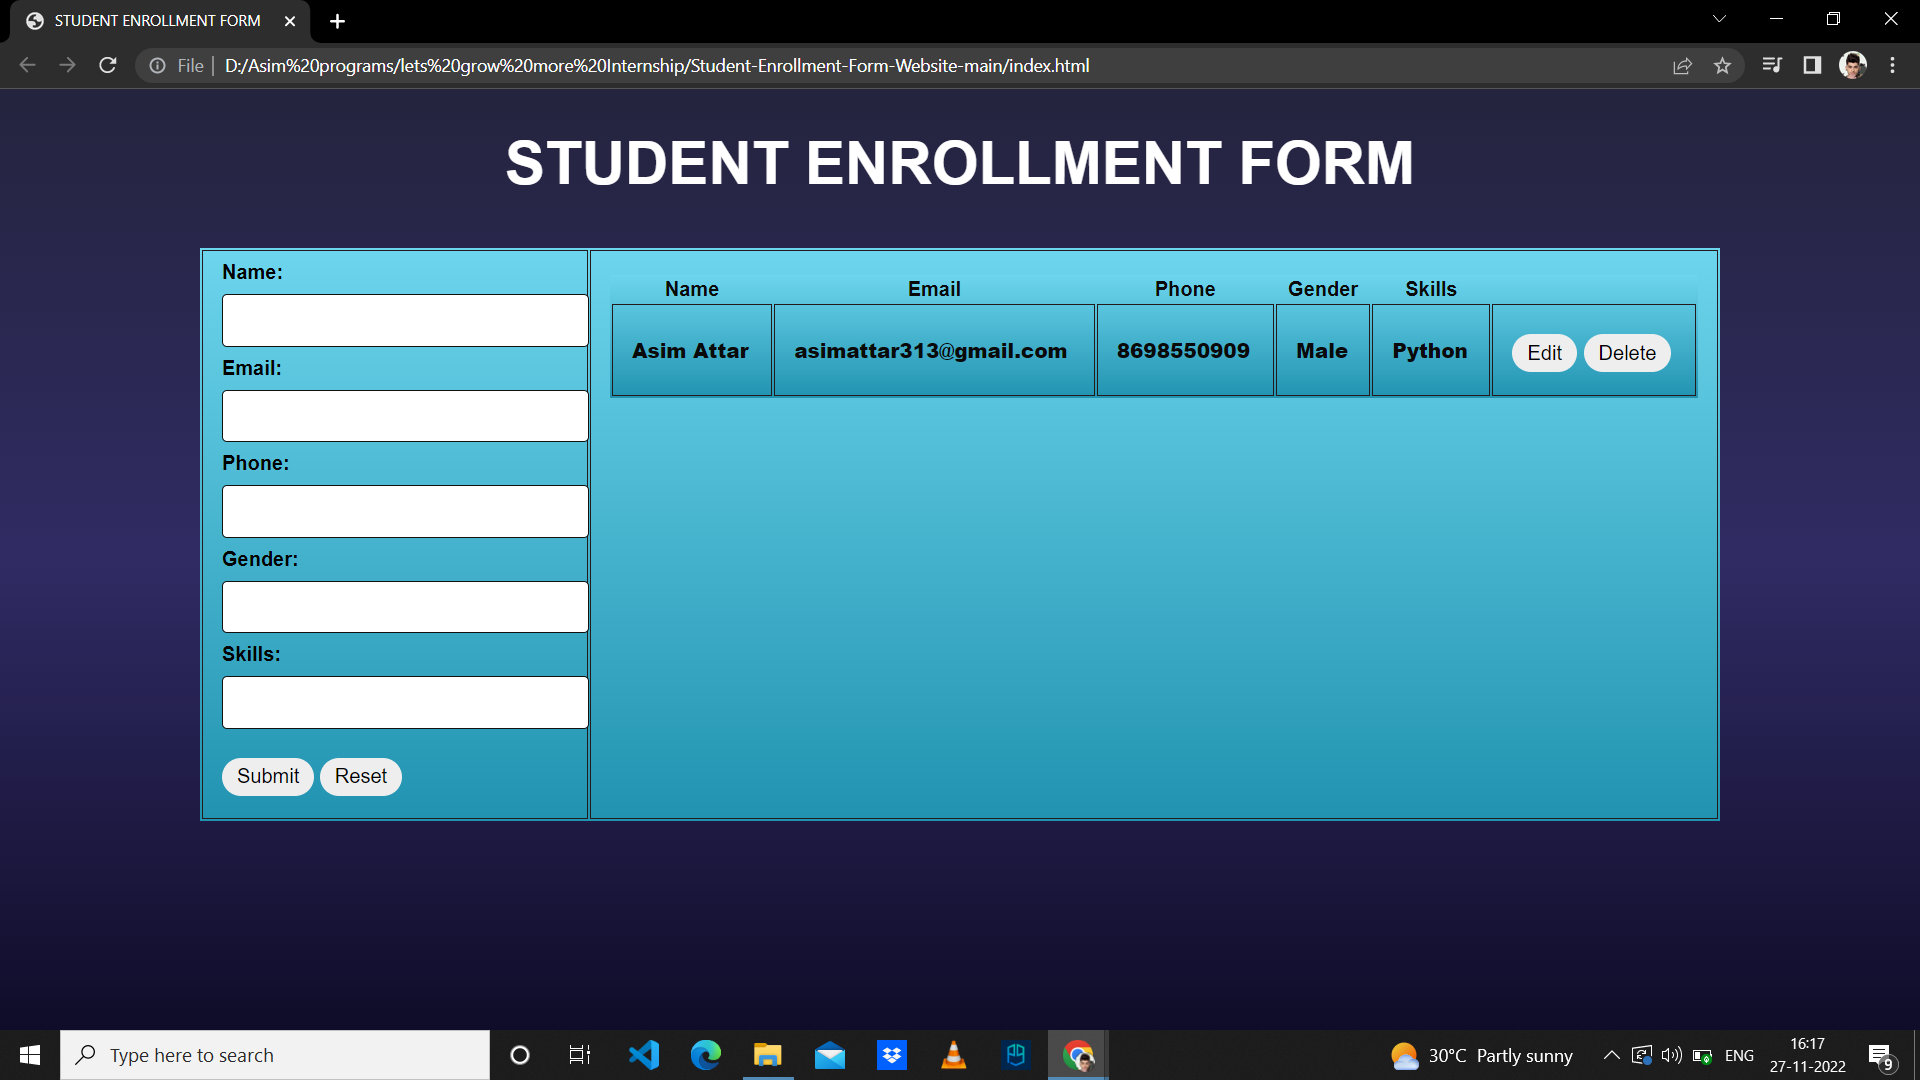 STUDENT ENROLLMENT FORM
File | D:/Asim%20programs/lets%20grow%20more%20Internship/Student-Enrollment-Form-Website-main/index.html
STUDENT ENROLLMENT FORM
Name:
Email:
Phone:
Gender:
Skills:
Submit Reset
Name Email Phone Gender Skills
Asim Attar asimattar313@gmail.com 8698550909 Male Python Edit Delete
Type here to search
30°C Partly sunny
ENG
16:17
27-11-2022
9